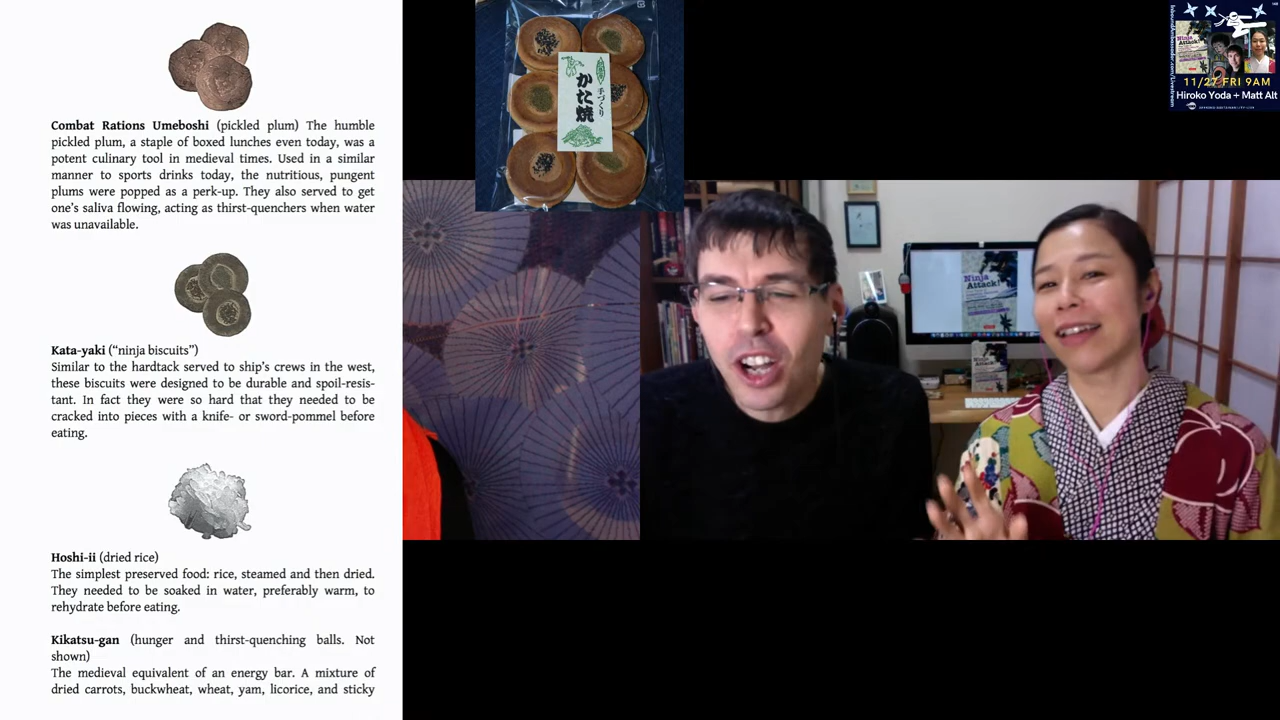 Combat Rations Umeboshi (pickled plum) The humble
pickled plum, a staple of boxed lunches even today, was a
potent culinary tool in medieval times. Used in a similar
manner to sports drinks today, the nutritious, pungent
plums were popped as a perk-up. They also served to get
one's saliva flowing, acting as thirst-quenchers when water
was unavailable.
Kata-yaki (“ninja biscuits”)
Similar to the hardtack served to ship's crews in the west,
these biscuits were designed to be durable and spoil-resis-
tant. In fact they were so hard that they needed to be
cracked into pieces with a knife- or sword-pommel before
eating.
Hoshi-ii (dried rice)
The simplest preserved food: rice, steamed and then dried.
They needed to be soaked in water, preferably warm, to
rehydrate before eating.
Kikatsu-gan (hunger and thirst-quenching balls. Not
shown)
The medieval equivalent of an energy bar. A mixture of
dried carrots, buckwheat, wheat, yam, licorice, and sticky
手づくり
かた焼
Ninja
Attack!
Ninja
Attack!
11/27 FRI 9AM
Hiroko Yoda + Matt Alt